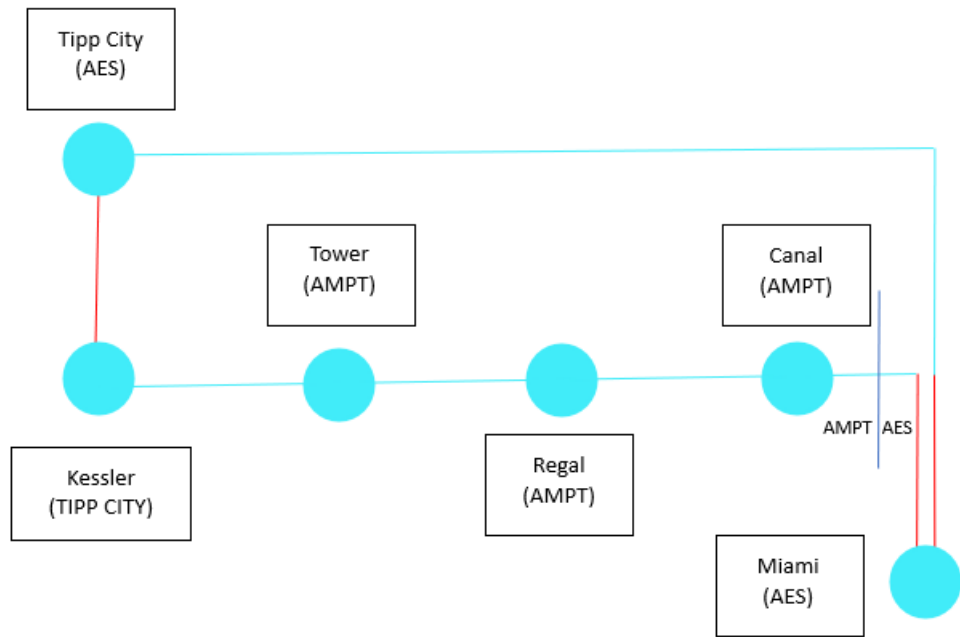 Tipp City
(AES)
Tower
(AMPT)
Canal
(AMPT)
AMPT
AES
Kessler
(TIPP CITY)
Regal
(AMPT)
Miami
(AES)